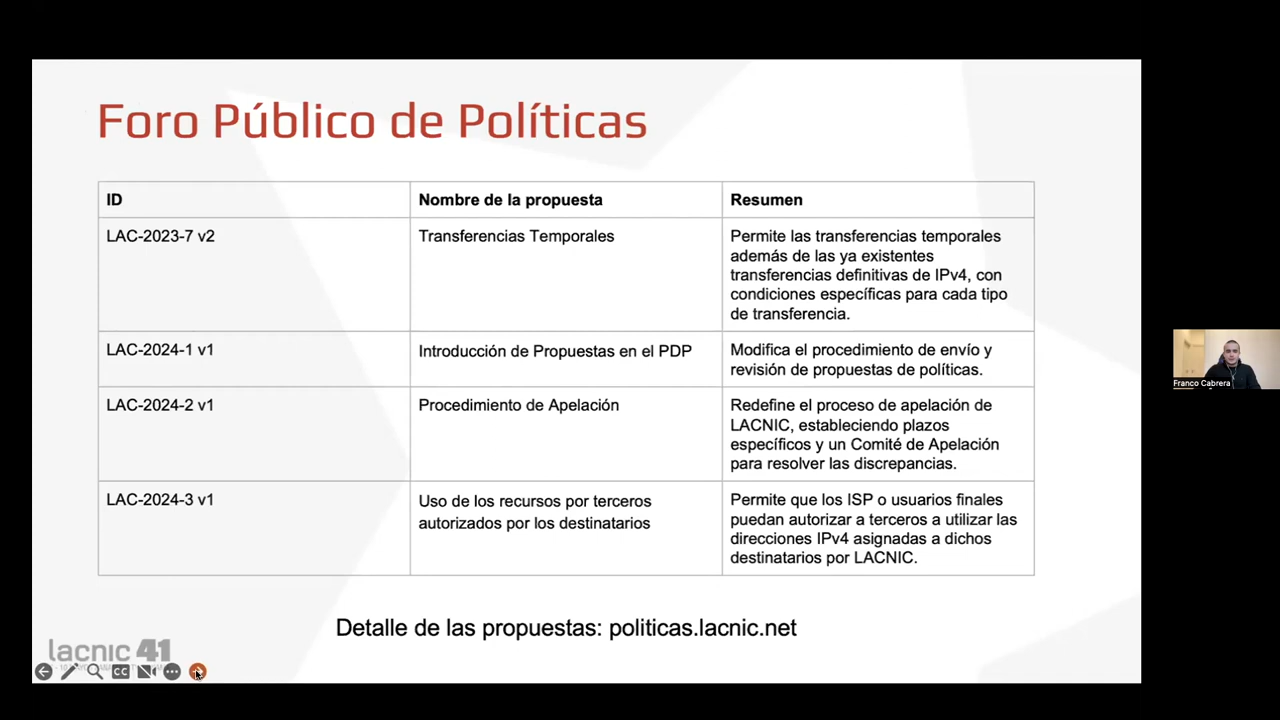 Foro Público de Políticas
ID
Nombre de la propuesta
Resumen
LAC-2023-7 v2
Transferencias Temporales
Permite las transferencias temporales
además de las ya existentes
transferencias definitivas de IPv4, con
condiciones específicas para cada tipo
de transferencia.
LAC-2024-1 v1
Introducción de Propuestas en el PDP
Modifica el procedimiento de envío y
revisión de propuestas de políticas.
LAC-2024-2 v1
Procedimiento de Apelación
Redefine el proceso de apelación de
LACNIC, estableciendo plazos
específicos y un Comité de Apelación
para resolver las discrepancias.
LAC-2024-3 v1
Uso de los recursos por terceros
autorizados por los destinatarios
Permite que los ISP o usuarios finales
puedan autorizar a terceros a utilizar las
direcciones IPv4 asignadas a dichos
destinatarios por LACNIC.
Detalle de las propuestas: politicas.lacnic.net
lacnic 41
CC
Franco Cabrera